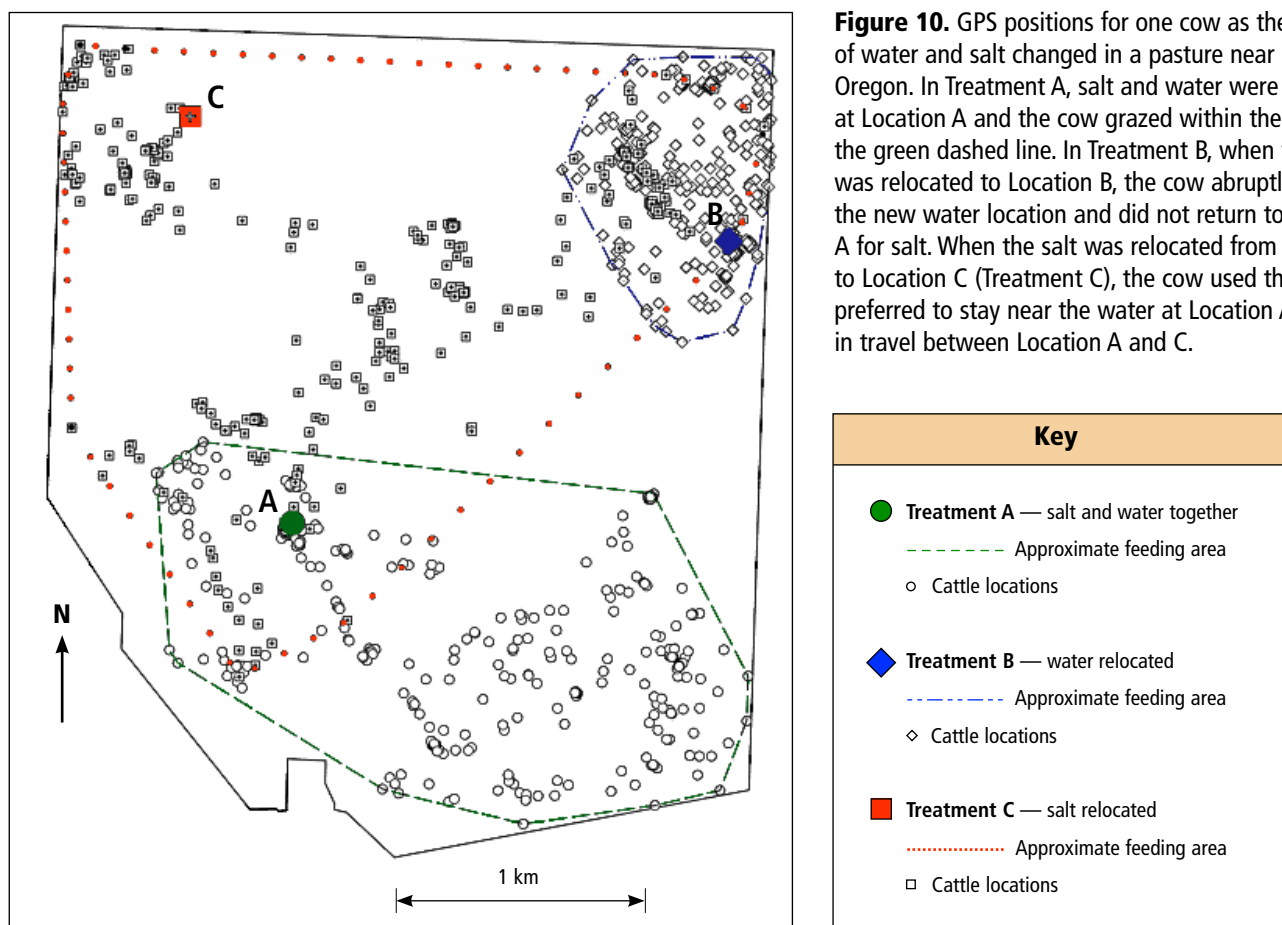 C
B
A
N
1 km
Figure 10. GPS positions for one cow as the
of water and salt changed in a pasture near
Oregon. In Treatment A, salt and water were
at Location A and the cow grazed within the
the green dashed line. In Treatment B, when
was relocated to Location B, the cow abruptl
the new water location and did not return to
A for salt. When the salt was relocated from
to Location C (Treatment C), the cow used th
preferred to stay near the water at Location
in travel between Location A and C.
Key
Treatment A — salt and water together
Approximate feeding area
Cattle locations
Treatment B — water relocated
Approximate feeding area
Cattle locations
Treatment C — salt relocated
Approximate feeding area
Cattle locations